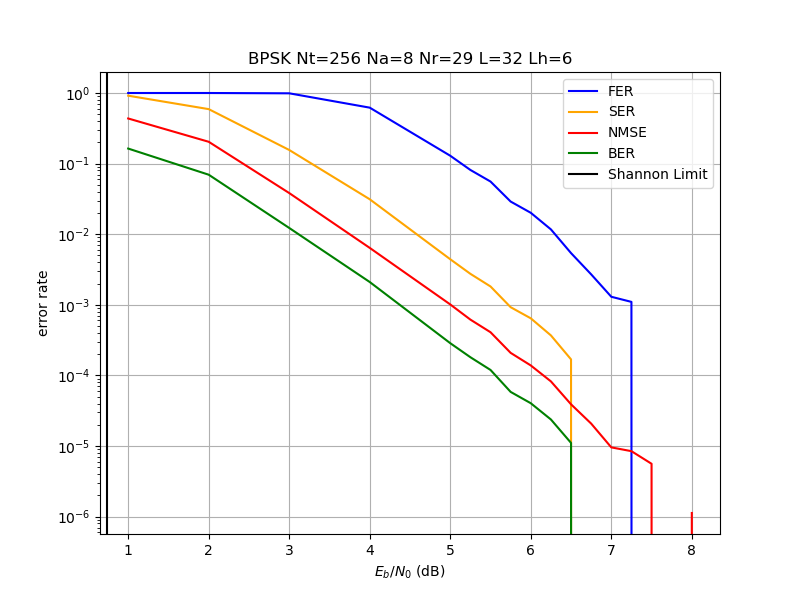 BPSK Nt=256 Na=8 Nr=29 L=32 Lh=6
FER
SER
NMSE
BER
Shannon Limit
error rate
10⁰
10⁻¹
10⁻²
10⁻³
10⁻⁴
10⁻⁵
10⁻⁶
1 2 3 4 5 6 7 8
E_b/N_0 (dB)